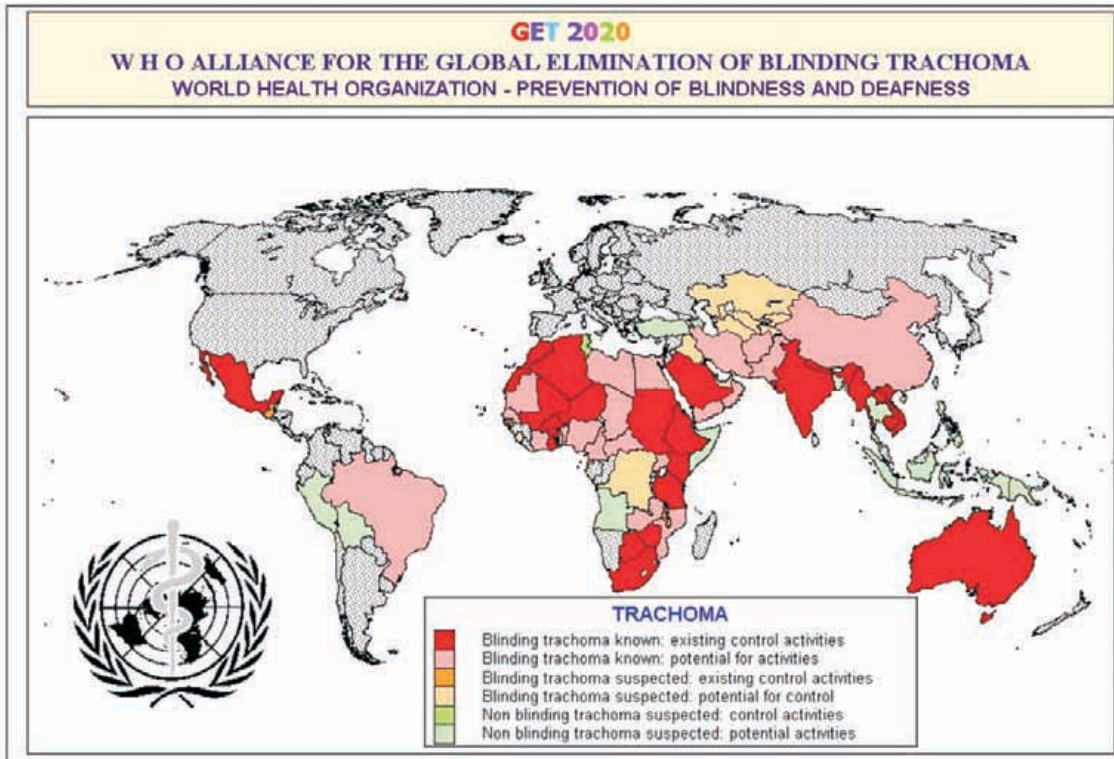 GET 2020
W H O ALLIANCE FOR THE GLOBAL ELIMINATION OF BLINDING TRACHOMA
WORLD HEALTH ORGANIZATION - PREVENTION OF BLINDNESS AND DEAFNESS
TRACHOMA
Blinding trachoma known: existing control activities
Blinding trachoma known: potential for activities
Blinding trachoma suspected: existing control activities
Blinding trachoma suspected: potential for control
Non blinding trachoma suspected: control activities
Non blinding trachoma suspected: potential activities